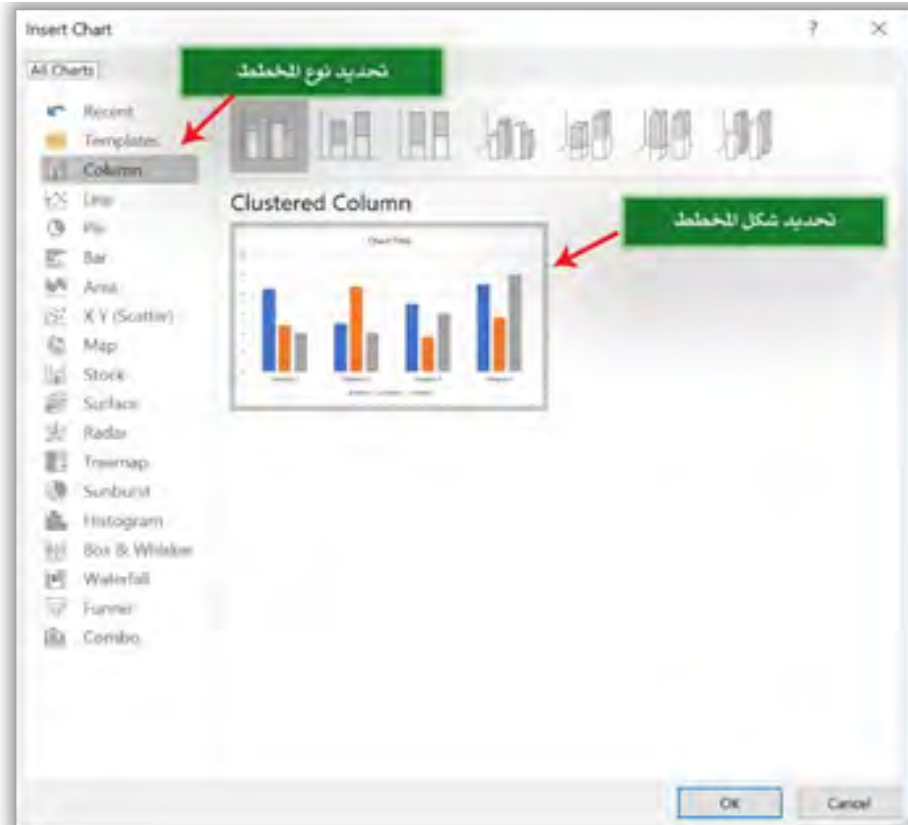 Insert Chart
?
All Charts
تحديد نوع المخطط
Recent
Templates
Column
Line
Pie
Bar
Area
X Y (Scatter)
Map
Stock
Surface
Radar
Treemap
Sunburst
Histogram
Box & Whisker
Waterfall
Funnel
Combo
Clustered Column
تحديد شكل المخطط
Chart Title
OK
Cancel